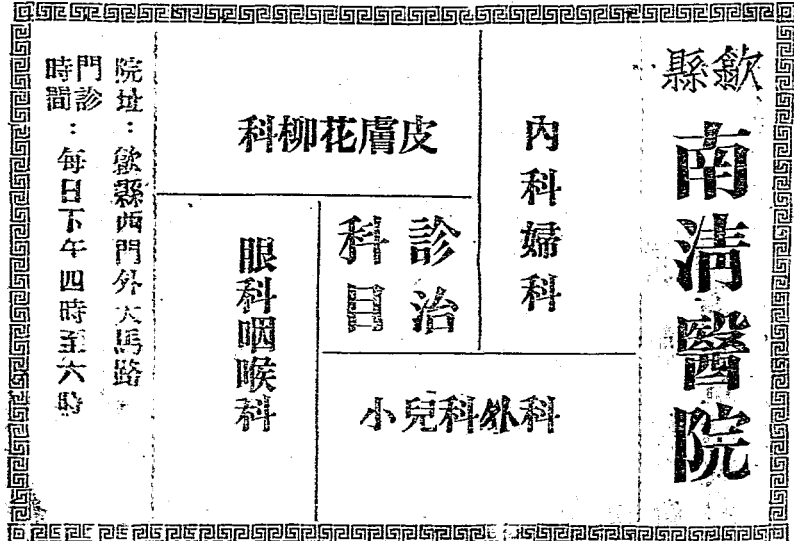 歙縣
南清醫院
內科婦科
皮膚花柳科
診治
科目
小兒科外科
眼科咽喉科
院址：歙縣西門外大馬路
門診時間：每日下午四時至六時